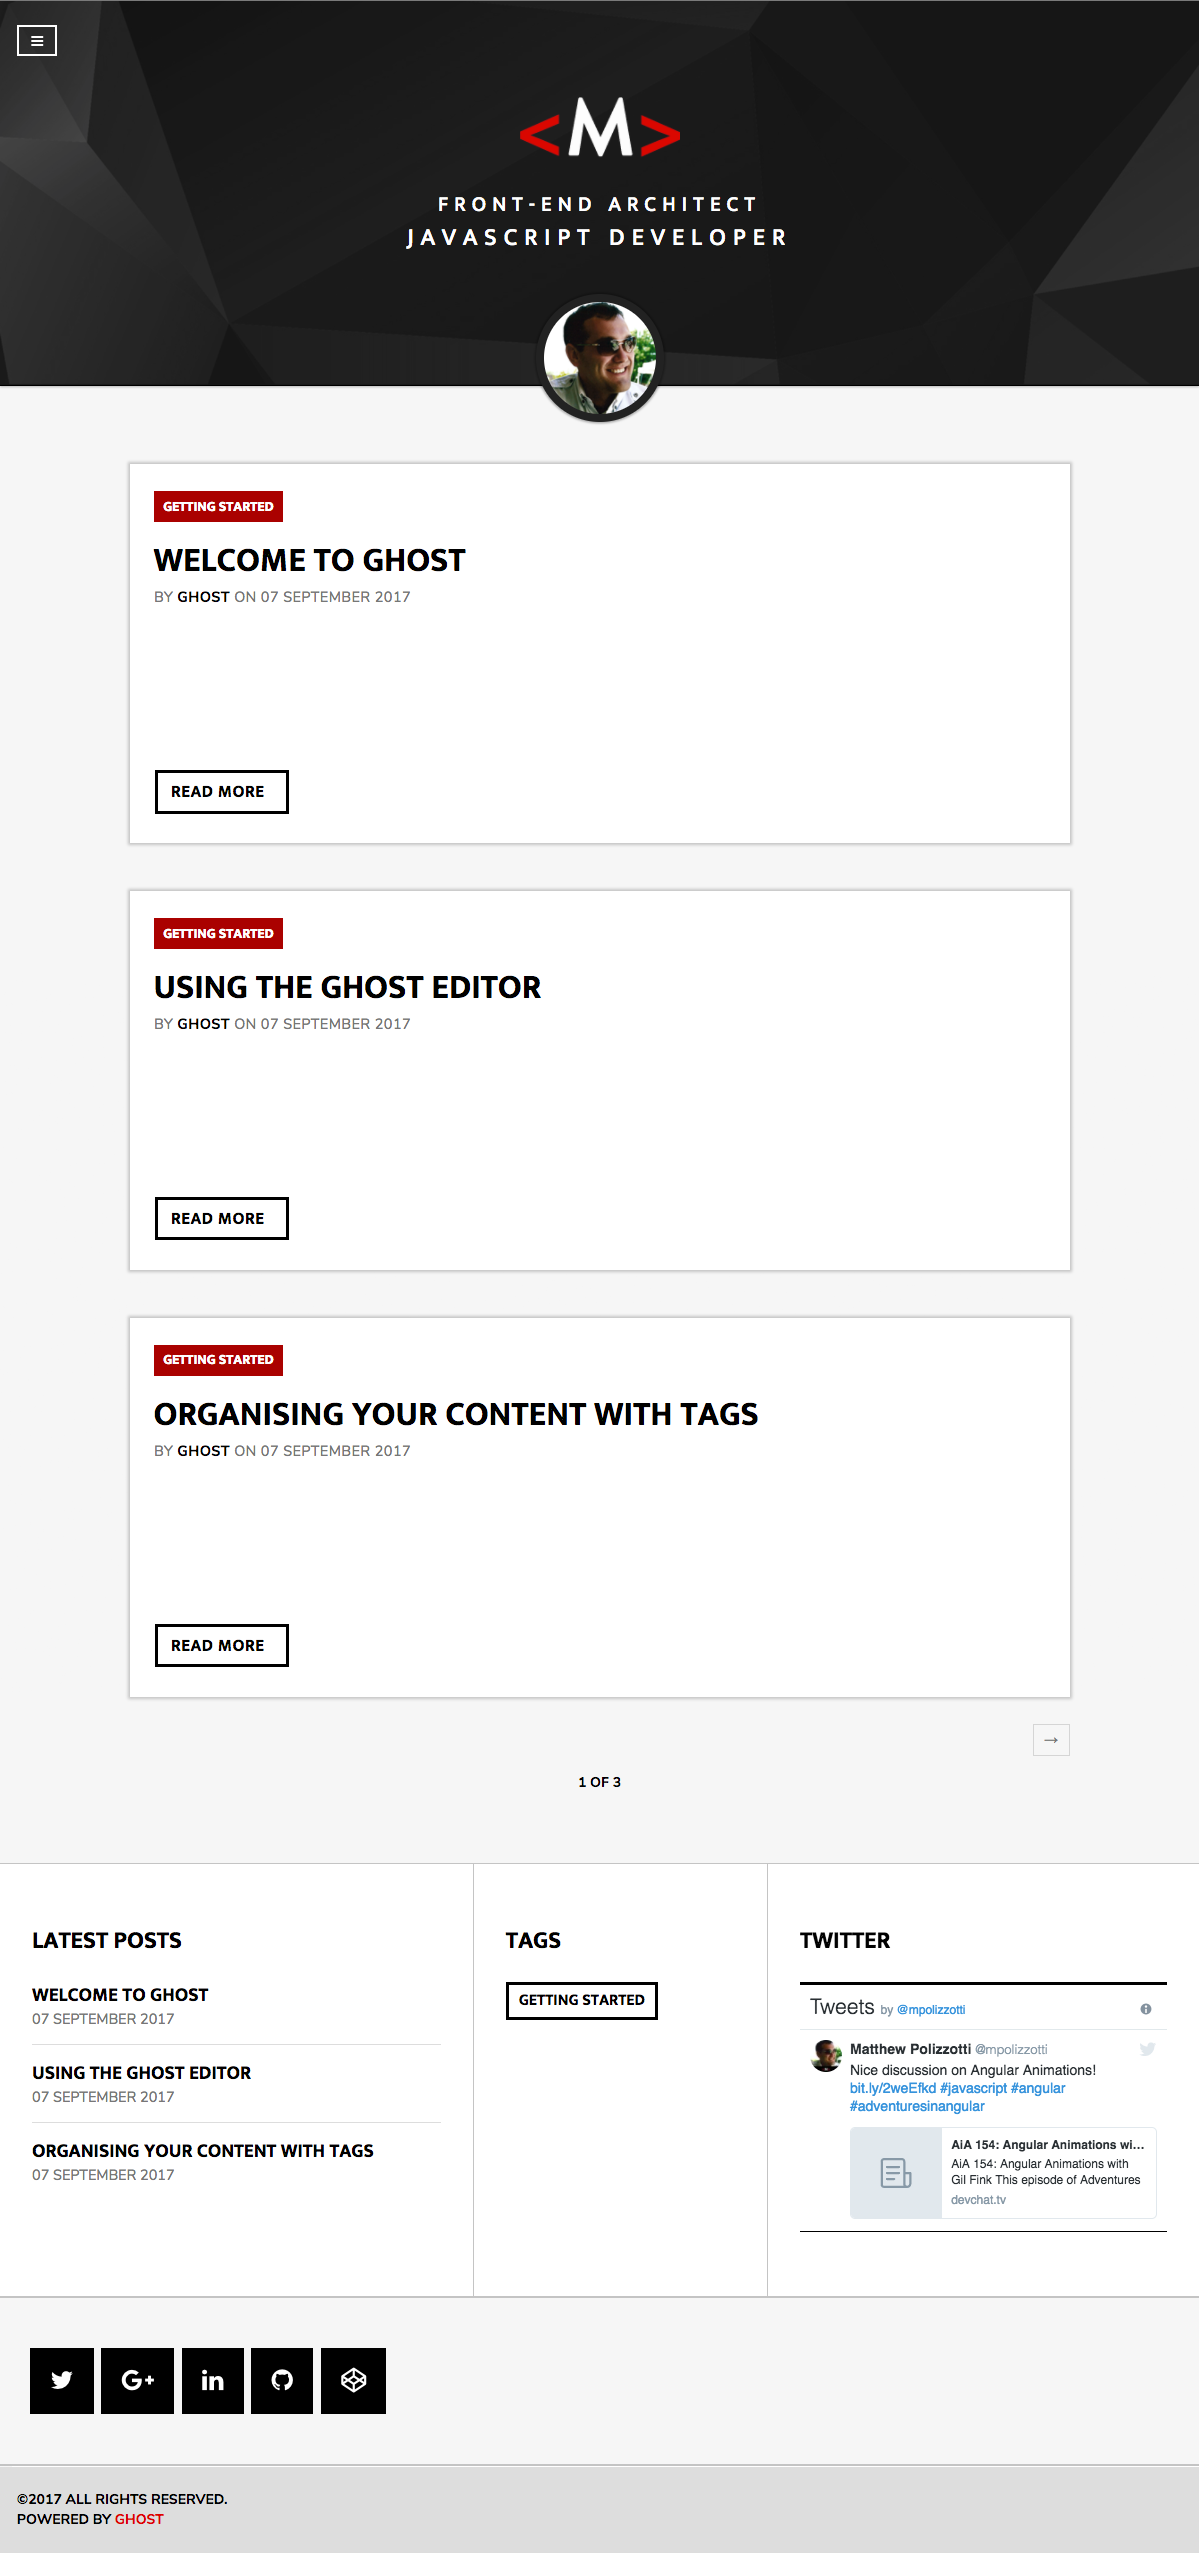 <M>
FRONT-END ARCHITECT
JAVASCRIPT DEVELOPER
GETTING STARTED
WELCOME TO GHOST
BY GHOST ON 07 SEPTEMBER 2017
READ MORE
GETTING STARTED
USING THE GHOST EDITOR
BY GHOST ON 07 SEPTEMBER 2017
READ MORE
GETTING STARTED
ORGANISING YOUR CONTENT WITH TAGS
BY GHOST ON 07 SEPTEMBER 2017
READ MORE
→
1 OF 3
LATEST POSTS
WELCOME TO GHOST
07 SEPTEMBER 2017
USING THE GHOST EDITOR
07 SEPTEMBER 2017
ORGANISING YOUR CONTENT WITH TAGS
07 SEPTEMBER 2017
TAGS
GETTING STARTED
TWITTER
Tweets by @mpolizzotti
Matthew Polizzotti @mpolizzotti
Nice discussion on Angular Animations!
bit.ly/2weEfkd #javascript #angular
#adventuresinangular
AiA 154: Angular Animations wi...
AiA 154: Angular Animations with
Gil Fink This episode of Adventures
devchat.tv
G+
in
©2017 ALL RIGHTS RESERVED.
POWERED BY GHOST